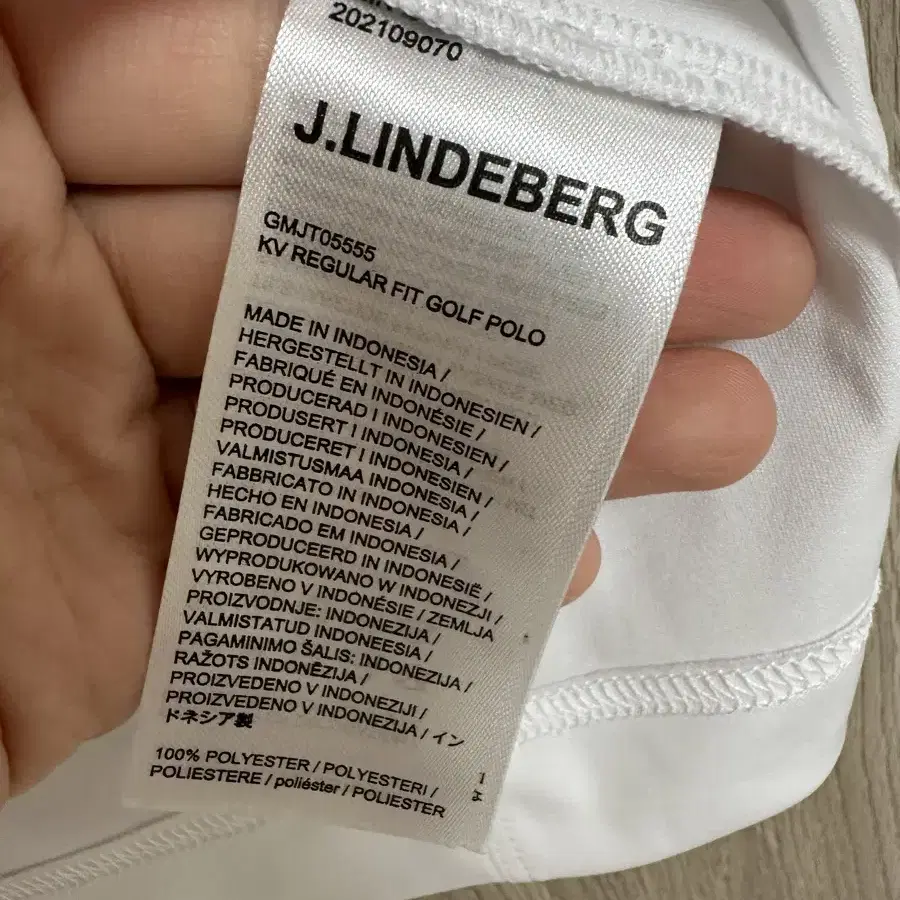 202109070
J.LINDEBERG
GMJT05555
KV REGULAR FIT GOLF POLO
MADE IN INDONESIA /
HERGESTELLT IN INDONESIEN /
FABRIQUÉ EN INDONÉSIE /
PRODUCERAD I INDONESIEN /
PRODUSERT I INDONESIA /
PRODUCERET I INDONESIEN /
VALMISTUSMAA INDONESIA /
FABBRICATO IN INDONESIA /
HECHO EN INDONESIA /
FABRICADO EM INDONESIA /
GEPRODUCEERD IN INDONESIË /
WYPRODUKOWANO W INDONEZJI /
VYROBENO V INDONÉSIE / ZEMLJA
PROIZVODNJE: INDONEZIJA /
VALMISTATUD INDONEESIA /
PAGAMINIMO ŠALIS: INDONEZIJA /
RAŽOTS INDONĒZIJA /
PROIZVEDENO V INDONEZIJI /
PROIZVEDENO V INDONEZIJA / イン
ドネシア製
100% POLYESTER / POLYESTERI /
POLIESTERE / poliéster / POLIESTER